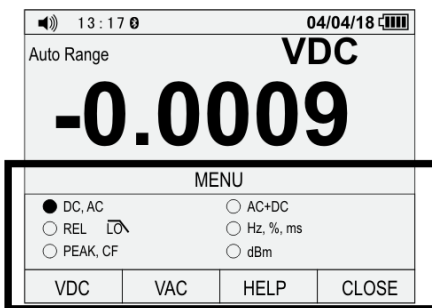 13:17 04/04/18
Auto Range VDC
-0.0009
MENU
DC, AC AC+DC
REL LO Hz, %, ms
PEAK, CF dBm
VDC VAC HELP CLOSE